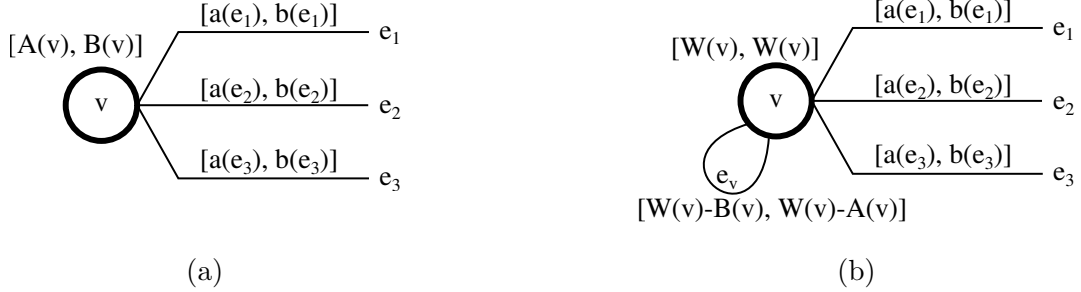 [a(e₁), b(e₁)]
e₁
[A(v), B(v)]
[a(e₂), b(e₂)]
v
e₂
[a(e₃), b(e₃)]
e₃
(a)
[a(e₁), b(e₁)]
e₁
[W(v), W(v)]
[a(e₂), b(e₂)]
v
e₂
[a(e₃), b(e₃)]
e₃
eᵥ
[W(v)-B(v), W(v)-A(v)]
(b)